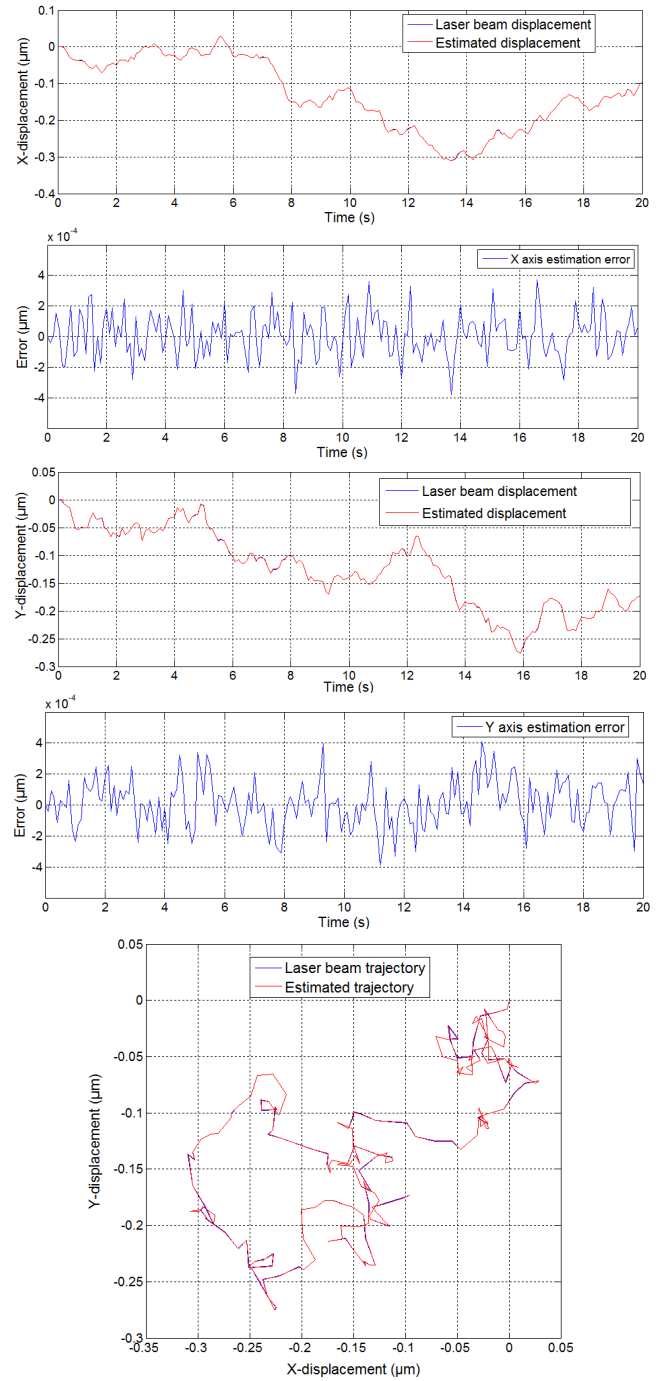 0.1
0
-0.1
-0.2
-0.3
-0.4
X-displacement (µm)
Laser beam displacement
Estimated displacement
0 2 4 6 8 10 12 14 16 18 20
Time (s)
x 10⁻⁴
4
2
0
-2
-4
Error (µm)
X axis estimation error
0 2 4 6 8 10 12 14 16 18 20
Time (s)
0.05
0
-0.05
-0.1
-0.15
-0.2
-0.25
-0.3
Y-displacement (µm)
Laser beam displacement
Estimated displacement
0 2 4 6 8 10 12 14 16 18 20
Time (s)
x 10⁻⁴
4
2
0
-2
-4
Error (µm)
Y axis estimation error
0 2 4 6 8 10 12 14 16 18 20
Time (s)
0.05
0
-0.05
-0.1
-0.15
-0.2
-0.25
-0.3
Y-displacement (µm)
Laser beam trajectory
Estimated trajectory
-0.35 -0.3 -0.25 -0.2 -0.15 -0.1 -0.05 0 0.05
X-displacement (µm)